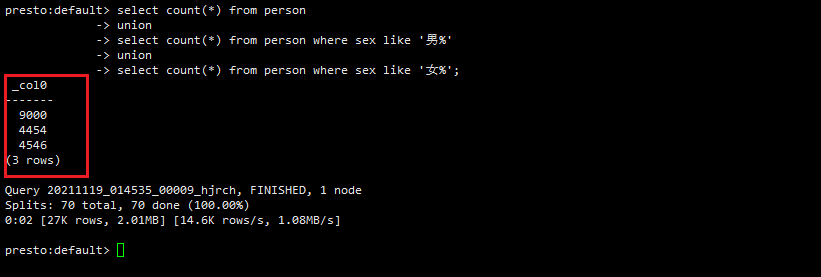 presto:default> select count(*) from person
-> union
-> select count(*) from person where sex like '男%'
-> union
-> select count(*) from person where sex like '女%';
_col0
-------
9000
4454
4546
(3 rows)
Query 20211119_014535_00009_hjrch, FINISHED, 1 node
Splits: 70 total, 70 done (100.00%)
0:02 [27K rows, 2.01MB] [14.6K rows/s, 1.08MB/s]
presto:default>